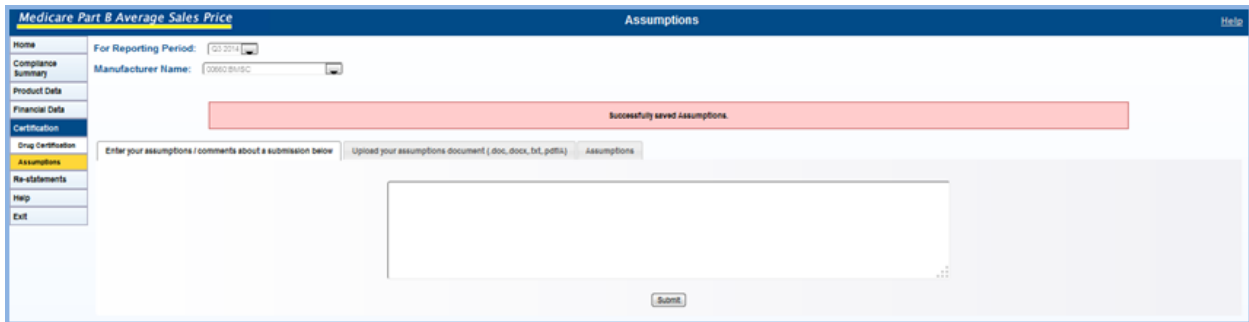 Medicare Part B Average Sales Price
Assumptions
Help
Home
Compliance
Summary
Product Data
Financial Data
Certification
Drug Certification
Assumptions
Re-statements
Help
Exit
For Reporting Period: Q3 2014
Manufacturer Name:
Successfully saved Assumptions.
Enter your assumptions / comments about a submission below
Upload your assumptions document (.doc,.docx,.txt,.pdf/A)
Assumptions
Submit